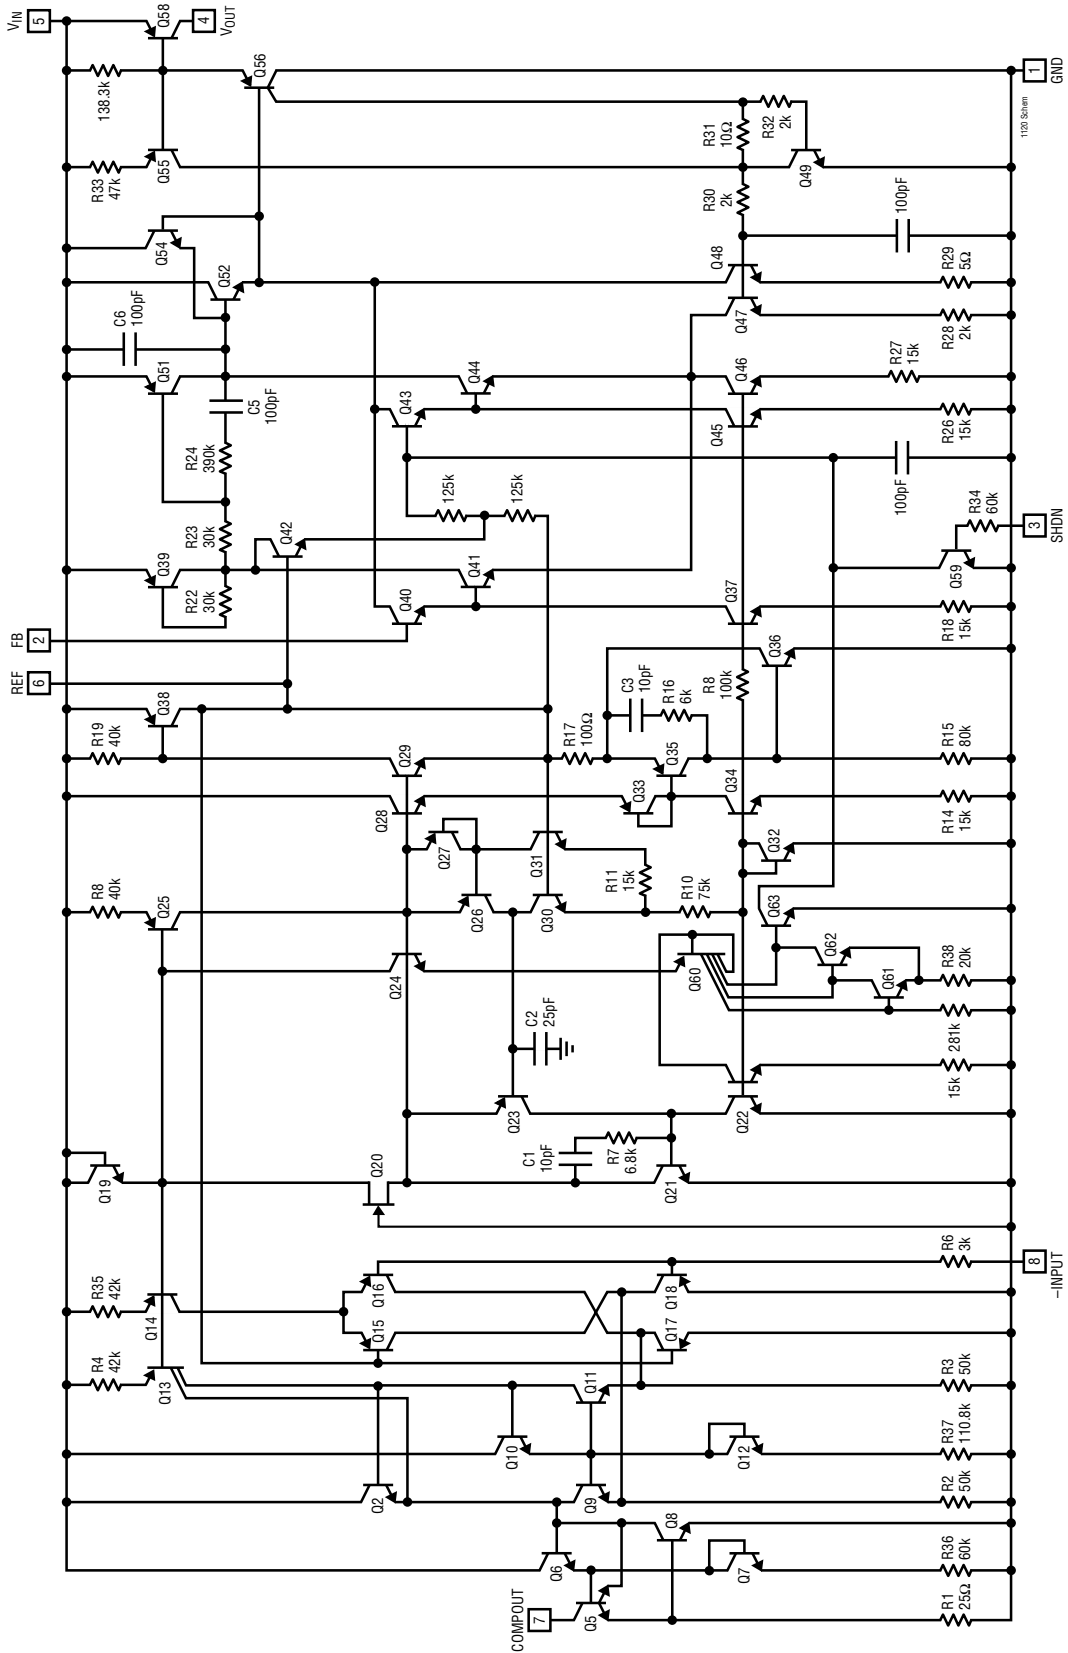 VIN
5
Q58
4
VOUT
138.3k
Q56
1
GND
R33
47k
Q55
R31
10Ω
R32
2k
1120 Schem
R30
2k
Q49
Q54
Q52
Q48
100pF
R29
5Ω
C6
100pF
Q47
R28
2k
Q51
Q44
Q46
R27
15k
C5
100pF
Q43
Q45
R26
15k
R24
390k
100pF
125k
125k
R34
60k
3
SHDN
R23
30k
Q42
Q39
Q59
R22
30k
Q41
Q40
Q37
R18
15k
FB
2
Q36
REF
6
C3
10pF
R16
6k
R8
100k
Q38
R19
40k
Q29
R17
100Ω
Q35
R15
80k
Q28
Q33
Q34
R14
15k
Q27
Q31
Q32
R11
15k
R8
40k
Q25
Q26
Q30
R10
75k
Q63
Q62
Q24
Q60
Q61
R38
20k
C2
25pF
281k
15k
Q23
Q22
C1
10pF
R7
6.8k
Q19
Q20
Q21
R6
3k
8
–INPUT
R35
42k
Q14
Q16
Q18
Q15
Q17
R4
42k
Q13
Q11
R3
50k
Q10
Q12
R37
110.8k
Q2
Q9
R2
50k
Q8
Q6
Q7
R36
60k
COMPOUT
7
Q5
R1
25Ω